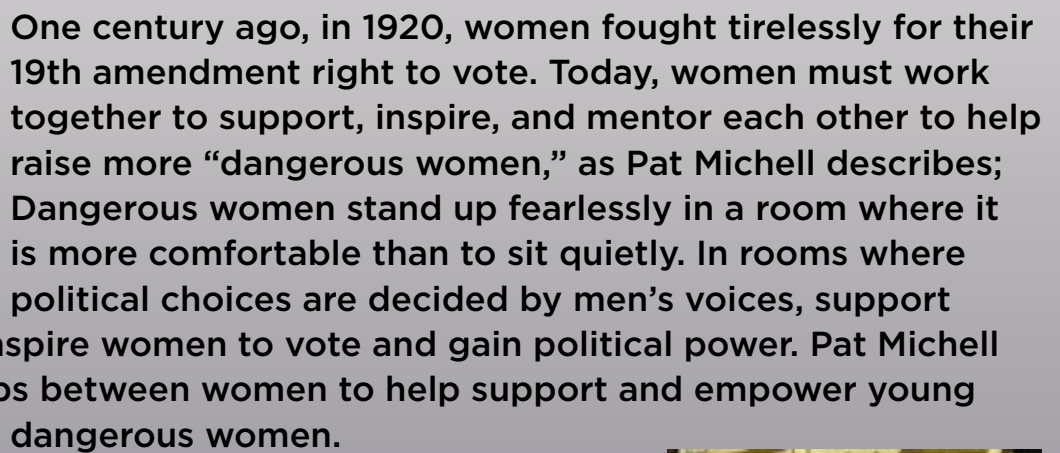 One century ago, in 1920, women fought tirelessly for their
19th amendment right to vote. Today, women must work
together to support, inspire, and mentor each other to help
raise more “dangerous women,” as Pat Michell describes;
Dangerous women stand up fearlessly in a room where it
is more comfortable than to sit quietly. In rooms where
political choices are decided by men’s voices, support
women to vote and gain political power. Pat Michell
between women to help support and empower young
dangerous women.